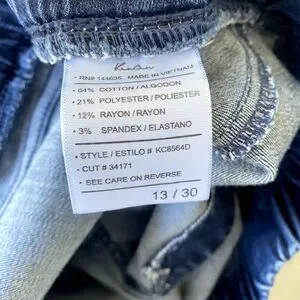 KanCan
- RN# 144635 MADE IN VIETNAM
- 64% COTTON / ALGODON
- 21% POLYESTER / POLIESTER
- 12% RAYON / RAYON
- 3% SPANDEX / ELASTANO
- STYLE / ESTILO # KC8564D
- CUT # 34171
- SEE CARE ON REVERSE
13 / 30